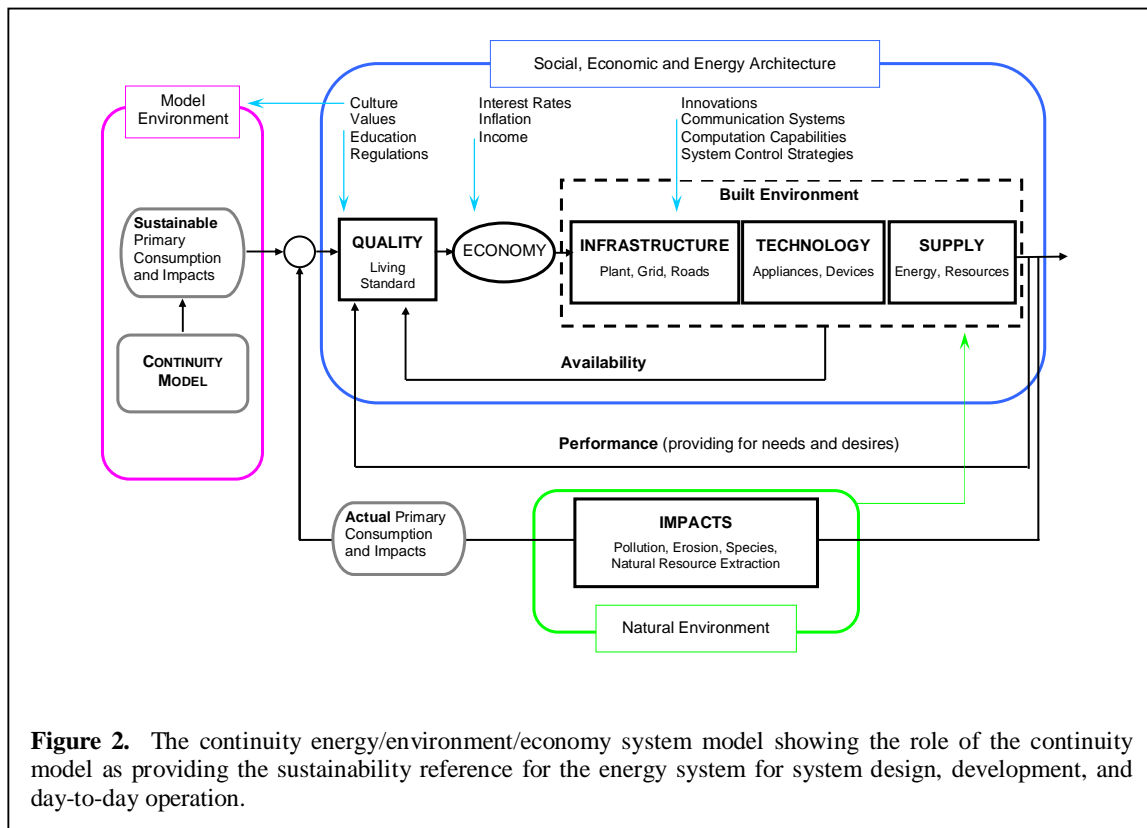 Social, Economic and Energy Architecture
Model
Environment
Culture
Values
Education
Regulations
Interest Rates
Inflation
Income
Innovations
Communication Systems
Computation Capabilities
System Control Strategies
Built Environment
Sustainable
Primary
Consumption
and Impacts
QUALITY
Living
Standard
ECONOMY
INFRASTRUCTURE
Plant, Grid, Roads
TECHNOLOGY
Appliances, Devices
SUPPLY
Energy, Resources
CONTINUITY
MODEL
Availability
Performance (providing for needs and desires)
Actual Primary
Consumption
and Impacts
IMPACTS
Pollution, Erosion, Species,
Natural Resource Extraction
Natural Environment
Figure 2. The continuity energy/environment/economy system model showing the role of the continuity
model as providing the sustainability reference for the energy system for system design, development, and
day-to-day operation.